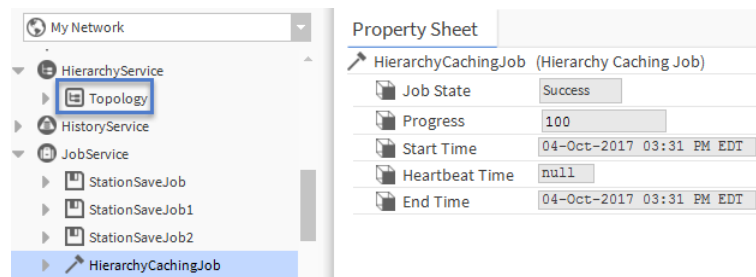 My Network
HierarchyService
Topology
HistoryService
JobService
StationSaveJob
StationSaveJob1
StationSaveJob2
HierarchyCachingJob
Property Sheet
HierarchyCachingJob (Hierarchy Caching Job)
Job State Success
Progress 100
Start Time 04-Oct-2017 03:31 PM EDT
Heartbeat Time null
End Time 04-Oct-2017 03:31 PM EDT